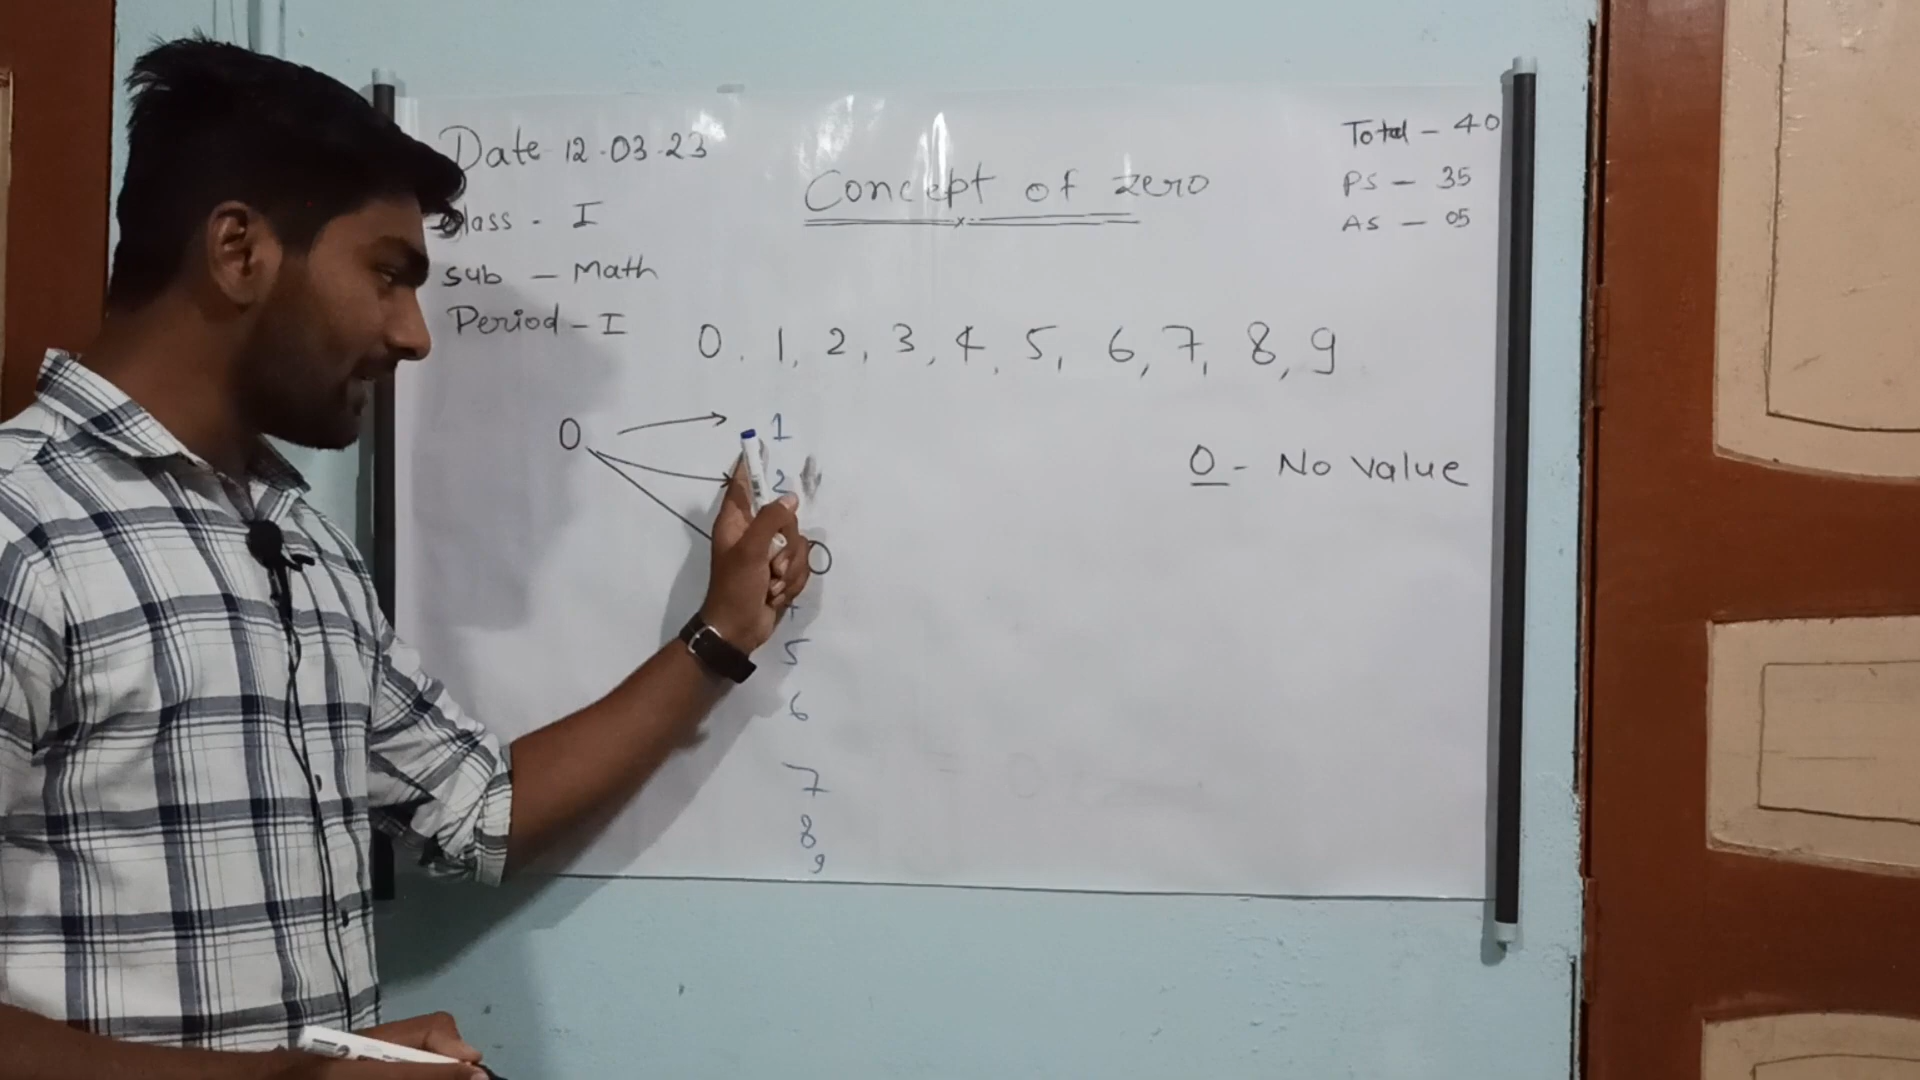 Date 12.03.23
Class - I
Sub - Math
Period - I
Concept of zero
Total - 40
PS - 35
AS - 05
0, 1, 2, 3, 4, 5, 6, 7, 8, 9
0
1
2
0
5
6
7
8
9
0 - No value